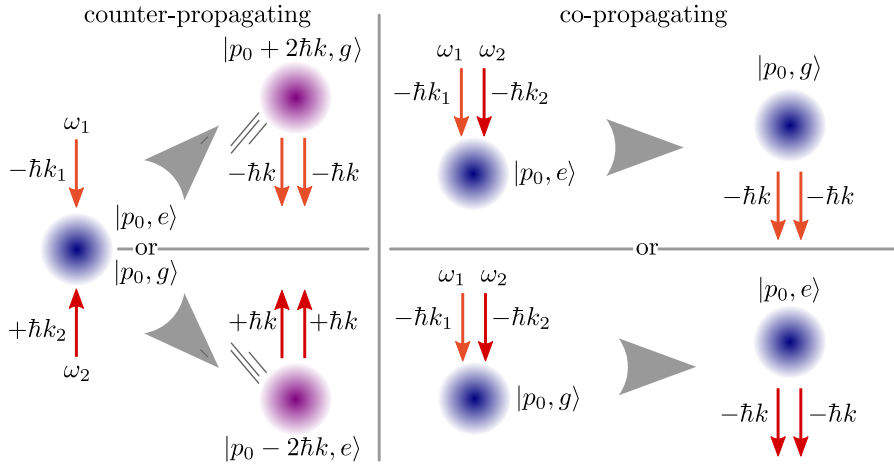 counter-propagating
|p₀ + 2ħk, g⟩
ω₁
−ħk₁
−ħk −ħk
|p₀, e⟩
or
|p₀, g⟩
+ħk₂
ω₂
+ħk +ħk
|p₀ − 2ħk, e⟩
co-propagating
ω₁ ω₂
−ħk₁ −ħk₂
|p₀, e⟩
|p₀, g⟩
−ħk −ħk
or
ω₁ ω₂
−ħk₁ −ħk₂
|p₀, g⟩
|p₀, e⟩
−ħk −ħk